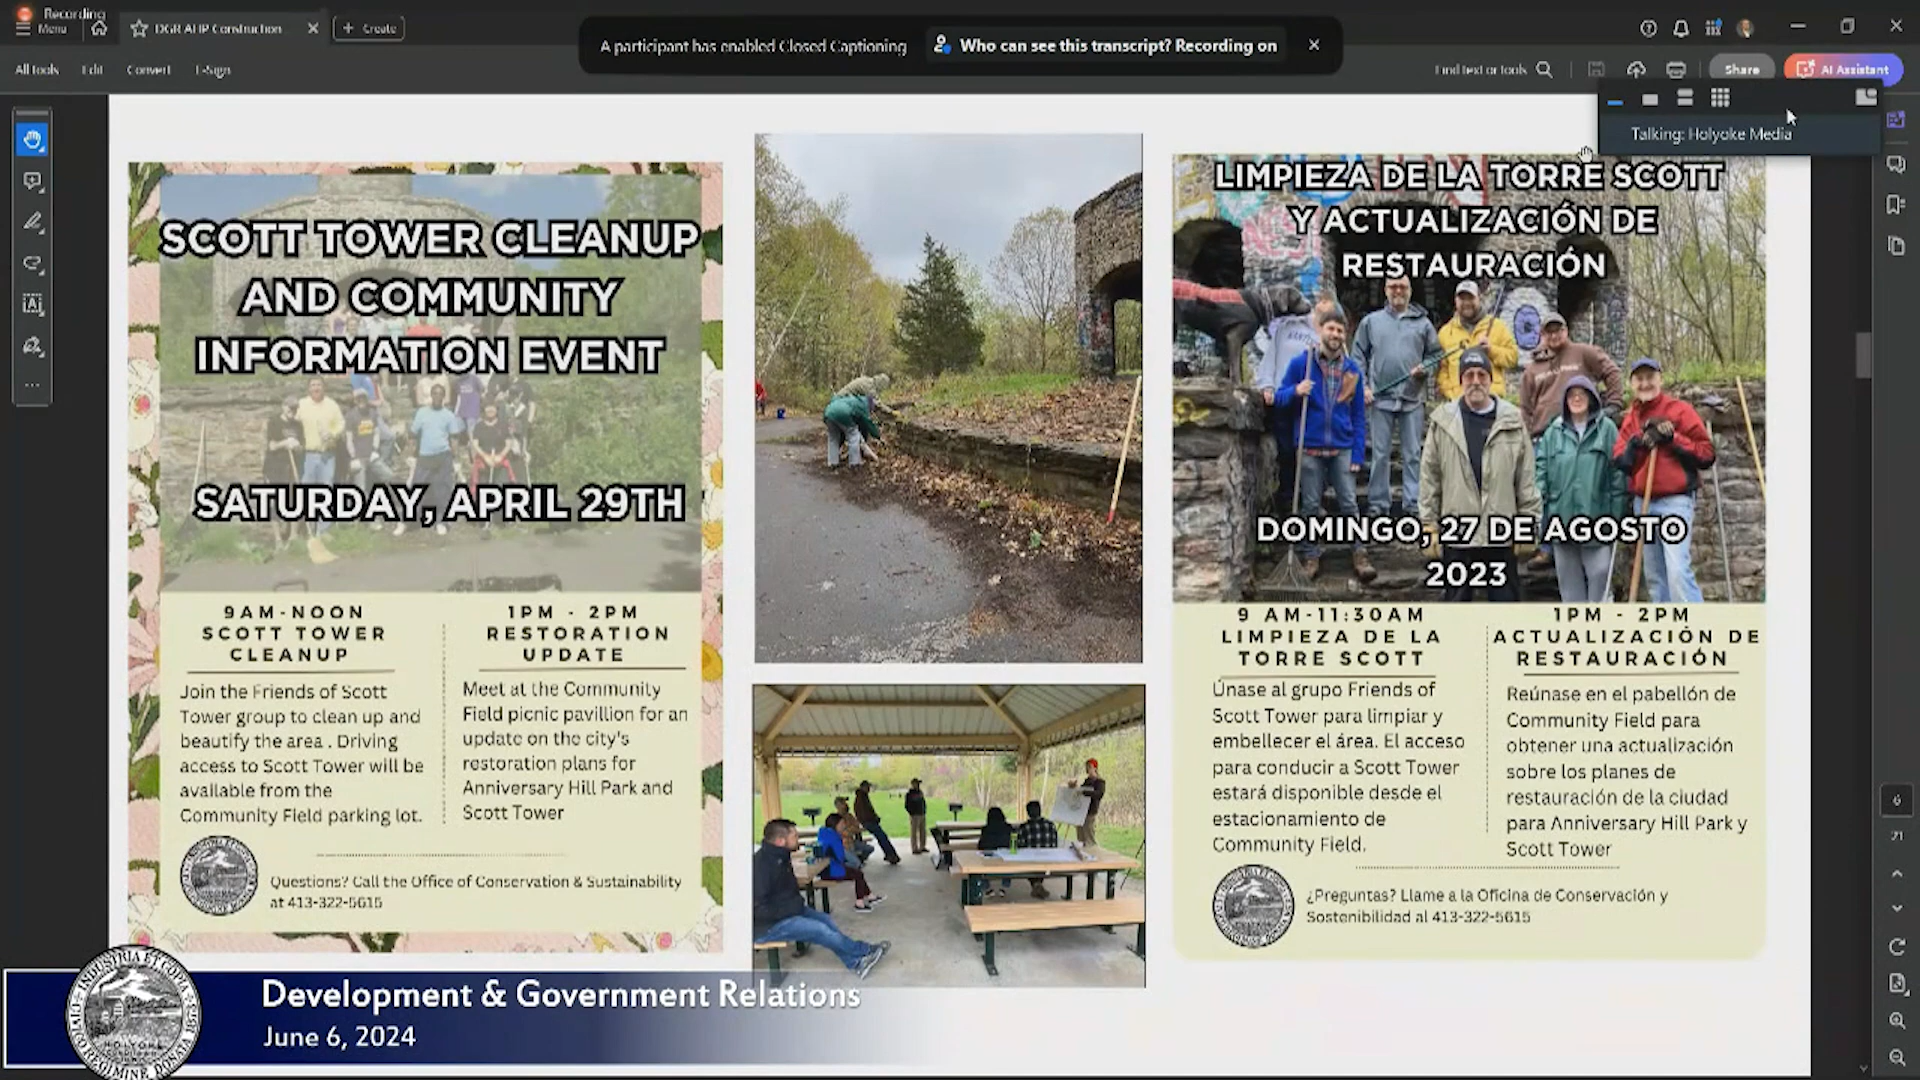 Recording
Menu
DGR AHP Construction
Create
A participant has enabled Closed Captioning
Who can see this transcript? Recording on
All tools
Edit
Convert
E-Sign
Find text or tools
Share
AI Assistant
Talking: Holyoke Media
SCOTT TOWER CLEANUP
AND COMMUNITY
INFORMATION EVENT
SATURDAY, APRIL 29TH
9AM-NOON
SCOTT TOWER
CLEANUP
Join the Friends of Scott
Tower group to clean up and
beautify the area . Driving
access to Scott Tower will be
available from the
Community Field parking lot.
1PM - 2PM
RESTORATION
UPDATE
Meet at the Community
Field picnic pavillion for an
update on the city's
restoration plans for
Anniversary Hill Park and
Scott Tower
Questions? Call the Office of Conservation & Sustainability
at 413-322-5615
LIMPIEZA DE LA TORRE SCOTT
Y ACTUALIZACIÓN DE
RESTAURACIÓN
DOMINGO, 27 DE AGOSTO
2023
9 AM-11:30AM
LIMPIEZA DE LA
TORRE SCOTT
Únase al grupo Friends of
Scott Tower para limpiar y
embellecer el área. El acceso
para conducir a Scott Tower
estará disponible desde el
estacionamiento de
Community Field.
1PM - 2PM
ACTUALIZACIÓN DE
RESTAURACIÓN
Reúnase en el pabellón de
Community Field para
obtener una actualización
sobre los planes de
restauración de la ciudad
para Anniversary Hill Park y
Scott Tower
¿Preguntas? Llame a la Oficina de Conservación y
Sostenibilidad al 413-322-5615
6
21
Development & Government Relations
June 6, 2024